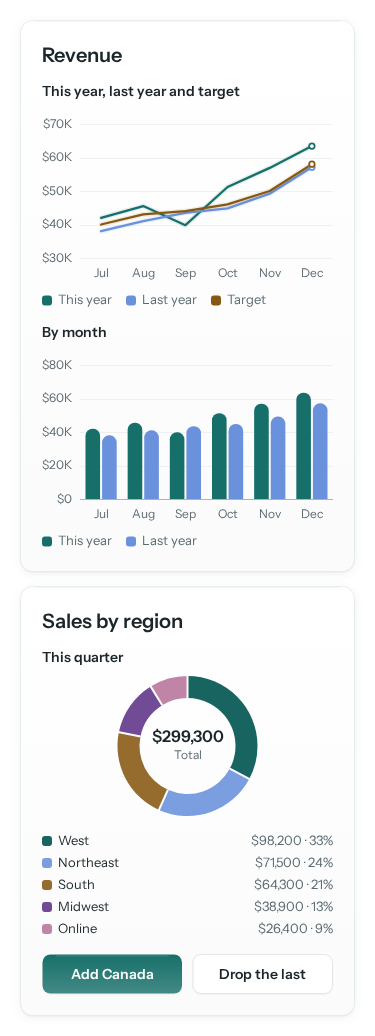 Revenue
This year, last year and target
$70K
$60K
$50K
$40K
$30K
Jul Aug Sep Oct Nov Dec
This year Last year Target
By month
$80K
$60K
$40K
$20K
$0
Jul Aug Sep Oct Nov Dec
This year Last year
Sales by region
This quarter
$299,300
Total
West $98,200 · 33%
Northeast $71,500 · 24%
South $64,300 · 21%
Midwest $38,900 · 13%
Online $26,400 · 9%
Add Canada Drop the last